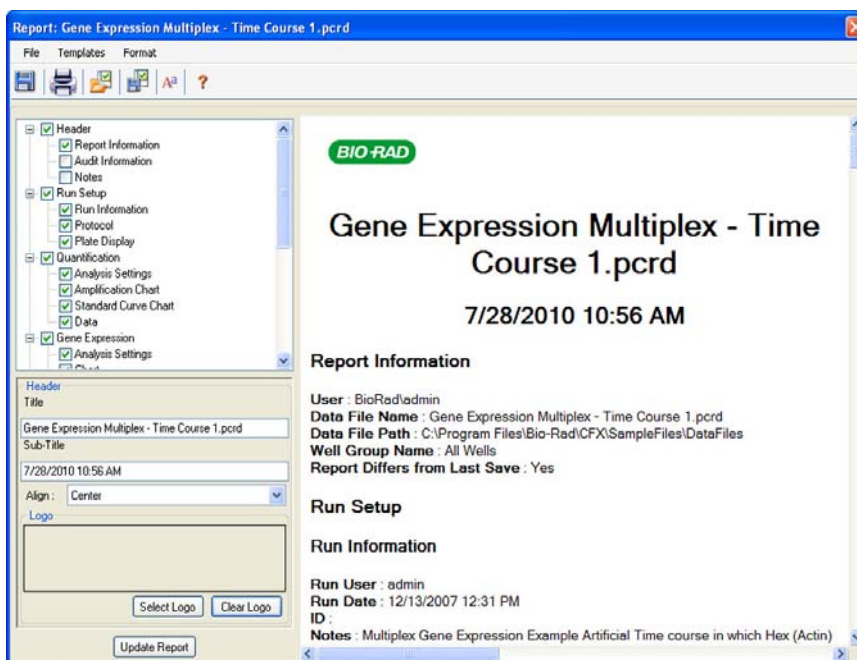 Report: Gene Expression Multiplex - Time Course 1.pcrd
File Templates Format
Aa ?
Header
Report Information
Audit Information
Notes
Run Setup
Run Information
Protocol
Plate Display
Quantification
Analysis Settings
Amplification Chart
Standard Curve Chart
Data
Gene Expression
Analysis Settings
Chart
Header
Title
Gene Expression Multiplex - Time Course 1.pcrd
Sub-Title
7/28/2010 10:56 AM
Align : Center
Logo
Select Logo Clear Logo
Update Report
BIO-RAD
Gene Expression Multiplex - Time
Course 1.pcrd
7/28/2010 10:56 AM
Report Information
User : BioRad\admin
Data File Name : Gene Expression Multiplex - Time Course 1.pcrd
Data File Path : C:\Program Files\Bio-Rad\CFX\SampleFiles\DataFiles
Well Group Name : All Wells
Report Differs from Last Save : Yes
Run Setup
Run Information
Run User : admin
Run Date : 12/13/2007 12:31 PM
ID :
Notes : Multiplex Gene Expression Example Artificial Time course in which Hex (Actin)